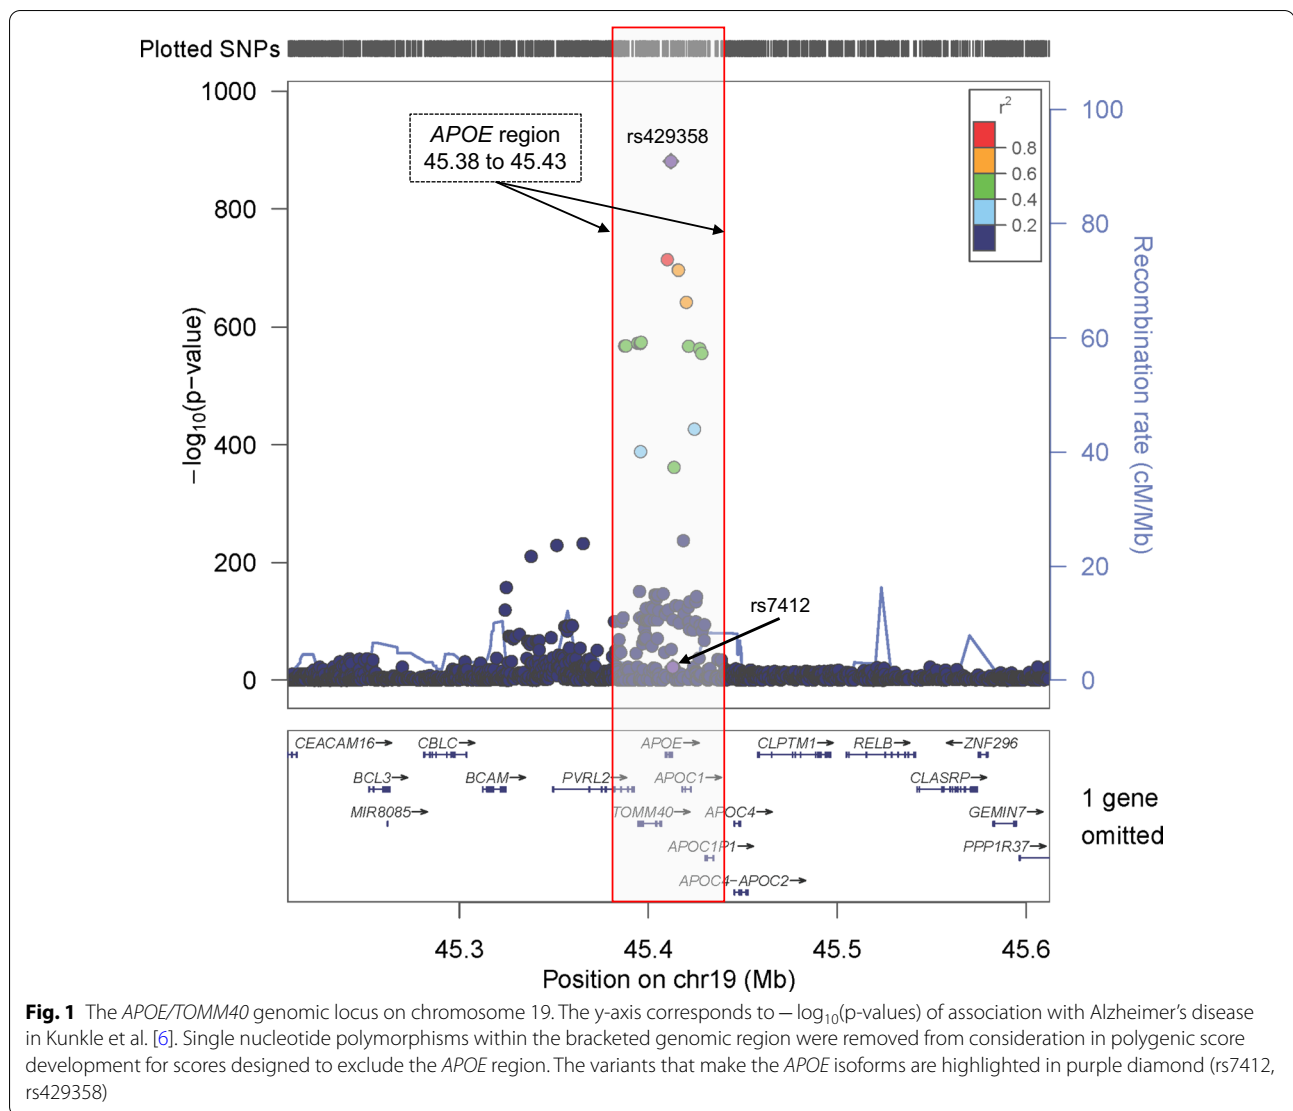 Plotted SNPs
1000
800
600
400
200
0
−log10(p−value)
APOE region
45.38 to 45.43
rs429358
rs7412
r2
0.8
0.6
0.4
0.2
100
80
60
40
20
0
Recombination rate (cM/Mb)
CEACAM16→ CBLC→ APOE→ CLPTM1→ RELB→ ←ZNF296
BCL3→ BCAM→ PVRL2→ APOC1→ CLASRP→
MIR8085→ TOMM40→ APOC4→ GEMIN7→
APOC1P1→ PPP1R37→
APOC4−APOC2→
1 gene
omitted
45.3 45.4 45.5 45.6
Position on chr19 (Mb)
Fig. 1 The APOE/TOMM40 genomic locus on chromosome 19. The y-axis corresponds to − log10(p-values) of association with Alzheimer's disease
in Kunkle et al. [6]. Single nucleotide polymorphisms within the bracketed genomic region were removed from consideration in polygenic score
development for scores designed to exclude the APOE region. The variants that make the APOE isoforms are highlighted in purple diamond (rs7412,
rs429358)